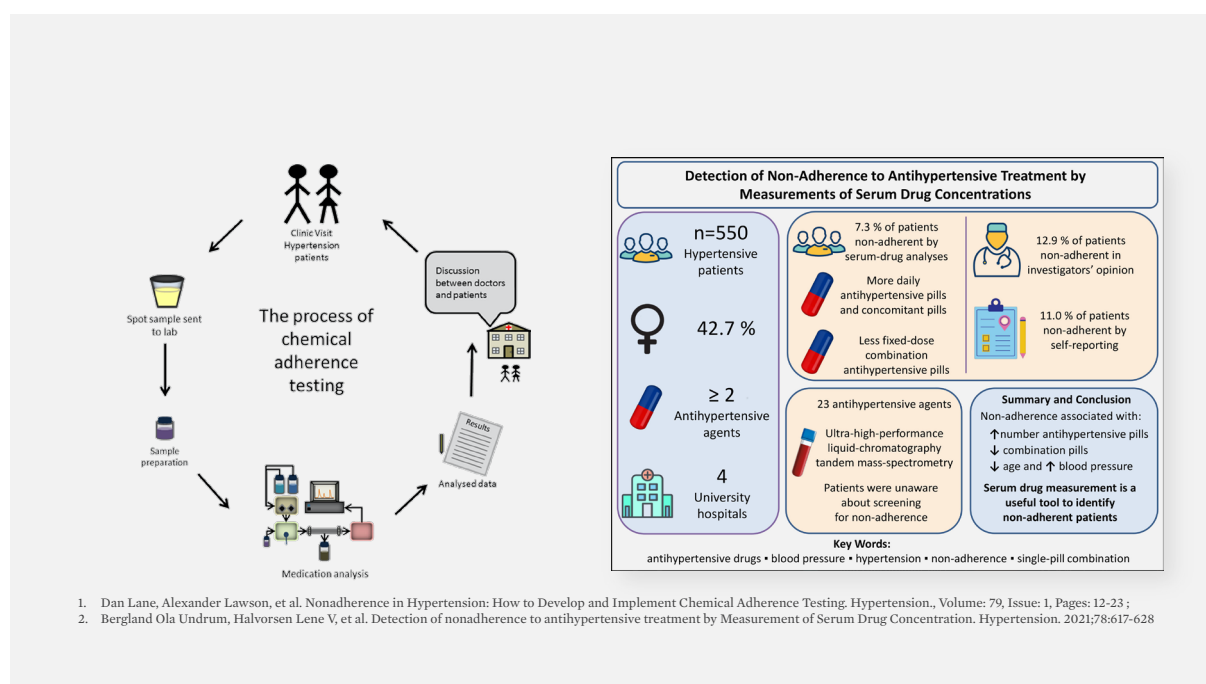 Clinic Visit
Hypertension
patients
Spot sample sent
to lab
Sample
preparation
Medication analysis
Results
Analysed data
Discussion
between doctors
and patients
The process of
chemical
adherence
testing
Detection of Non-Adherence to Antihypertensive Treatment by
Measurements of Serum Drug Concentrations
n=550
Hypertensive
patients
42.7 %
≥ 2
Antihypertensive
agents
4
University
hospitals
7.3 % of patients
non-adherent by
serum-drug analyses
More daily
antihypertensive pills
and concomitant pills
Less fixed-dose
combination
antihypertensive pills
12.9 % of patients
non-adherent in
investigators' opinion
11.0 % of patients
non-adherent by
self-reporting
23 antihypertensive agents
Ultra-high-performance
liquid-chromatography
tandem mass-spectrometry
Patients were unaware
about screening
for non-adherence
Summary and Conclusion
Non-adherence associated with:
↑number antihypertensive pills
↓ combination pills
↓ age and ↑ blood pressure
Serum drug measurement is a
useful tool to identify
non-adherent patients
Key Words:
antihypertensive drugs ▪ blood pressure ▪ hypertension ▪ non-adherence ▪ single-pill combination
1. Dan Lane, Alexander Lawson, et al. Nonadherence in Hypertension: How to Develop and Implement Chemical Adherence Testing. Hypertension., Volume: 79, Issue: 1, Pages: 12-23 ;
2. Bergland Ola Undrum, Halvorsen Lene V, et al. Detection of nonadherence to antihypertensive treatment by Measurement of Serum Drug Concentration. Hypertension. 2021;78:617-628